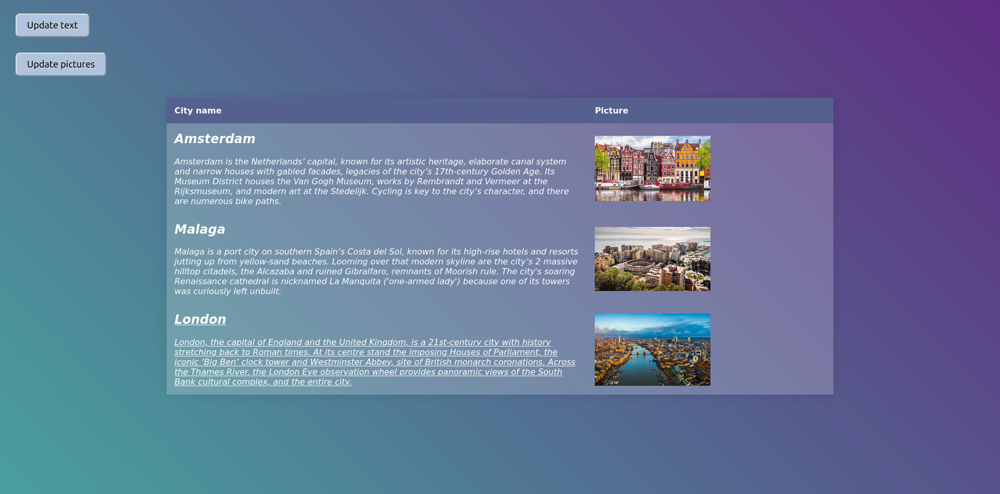 Update text
Update pictures
City name
Picture
Amsterdam
Amsterdam is the Netherlands’ capital, known for its artistic heritage, elaborate canal system
and narrow houses with gabled facades, legacies of the city’s 17th-century Golden Age. Its
Museum District houses the Van Gogh Museum, works by Rembrandt and Vermeer at the
Rijksmuseum, and modern art at the Stedelijk. Cycling is key to the city’s character, and there
are numerous bike paths.
Malaga
Malaga is a port city on southern Spain’s Costa del Sol, known for its high-rise hotels and resorts
jutting up from yellow-sand beaches. Looming over that modern skyline are the city’s 2 massive
hilltop citadels, the Alcazaba and ruined Gibralfaro, remnants of Moorish rule. The city's soaring
Renaissance cathedral is nicknamed La Manquita ('one-armed lady') because one of its towers
was curiously left unbuilt.
London
London, the capital of England and the United Kingdom, is a 21st-century city with history
stretching back to Roman times. At its centre stand the imposing Houses of Parliament, the
iconic ‘Big Ben’ clock tower and Westminster Abbey, site of British monarch coronations. Across
the Thames River, the London Eye observation wheel provides panoramic views of the South
Bank cultural complex, and the entire city.